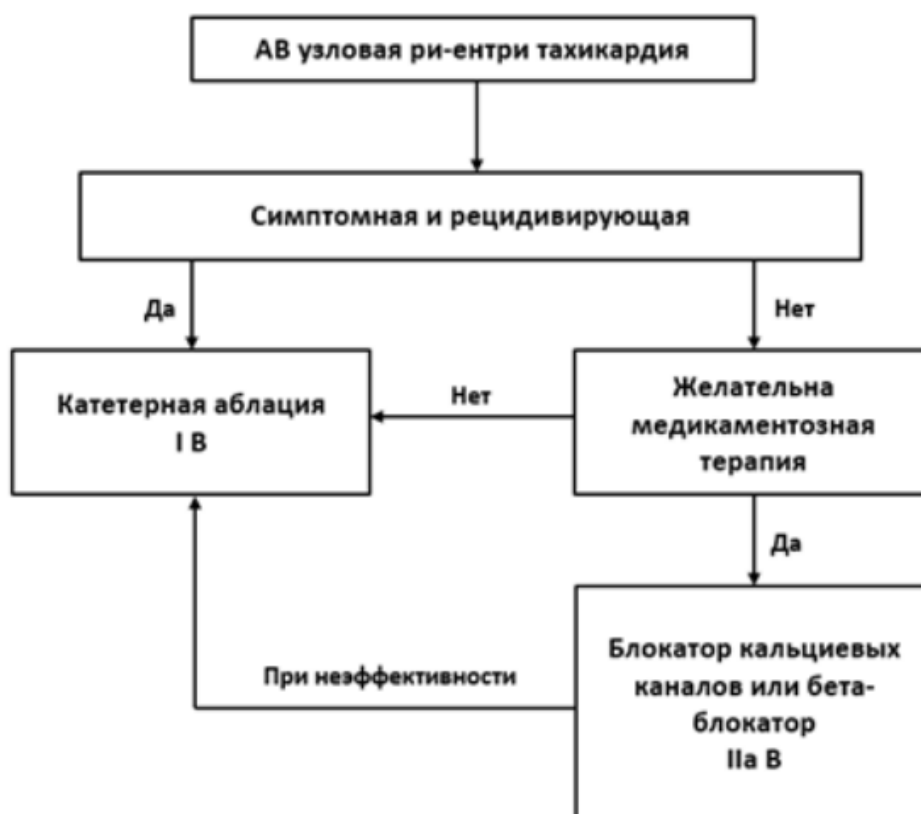 АВ узловая ри-ентри тахикардия
Симптомная и рецидивирующая
Да
Нет
Катетерная аблация
I B
Нет
Желательна
медикаментозная
терапия
Да
При неэффективности
Блокатор кальциевых
каналов или бета-
блокатор
IIa B